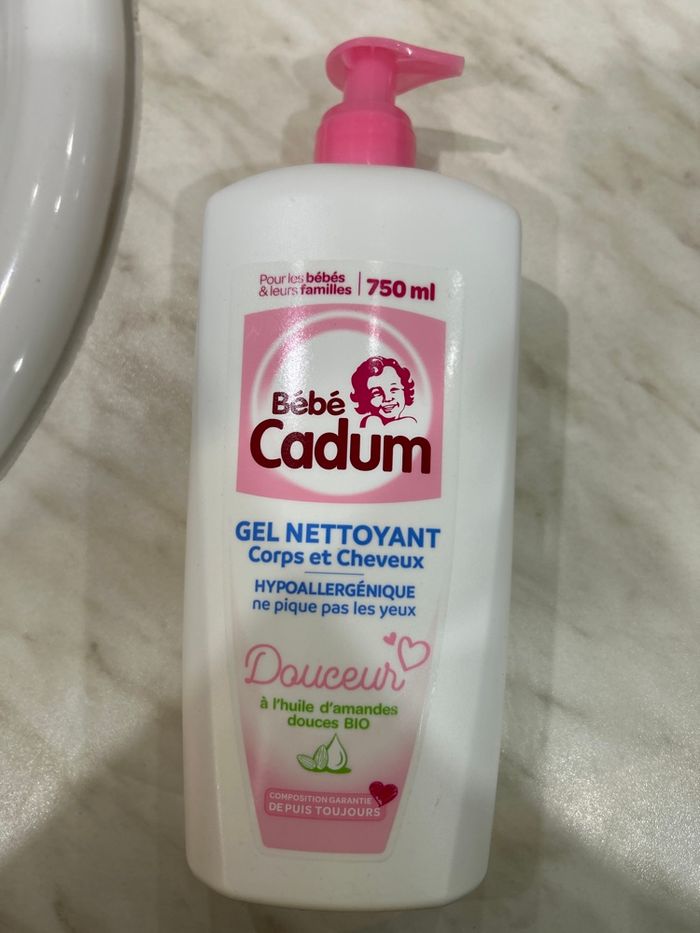 Pour les bébés
& leurs familles
750 ml
Bébé
Cadum
GEL NETTOYANT
Corps et Cheveux
HYPOALLERGÉNIQUE
ne pique pas les yeux
Douceur
à l'huile d'amandes
douces BIO
COMPOSITION GARANTIE
DEPUIS TOUJOURS